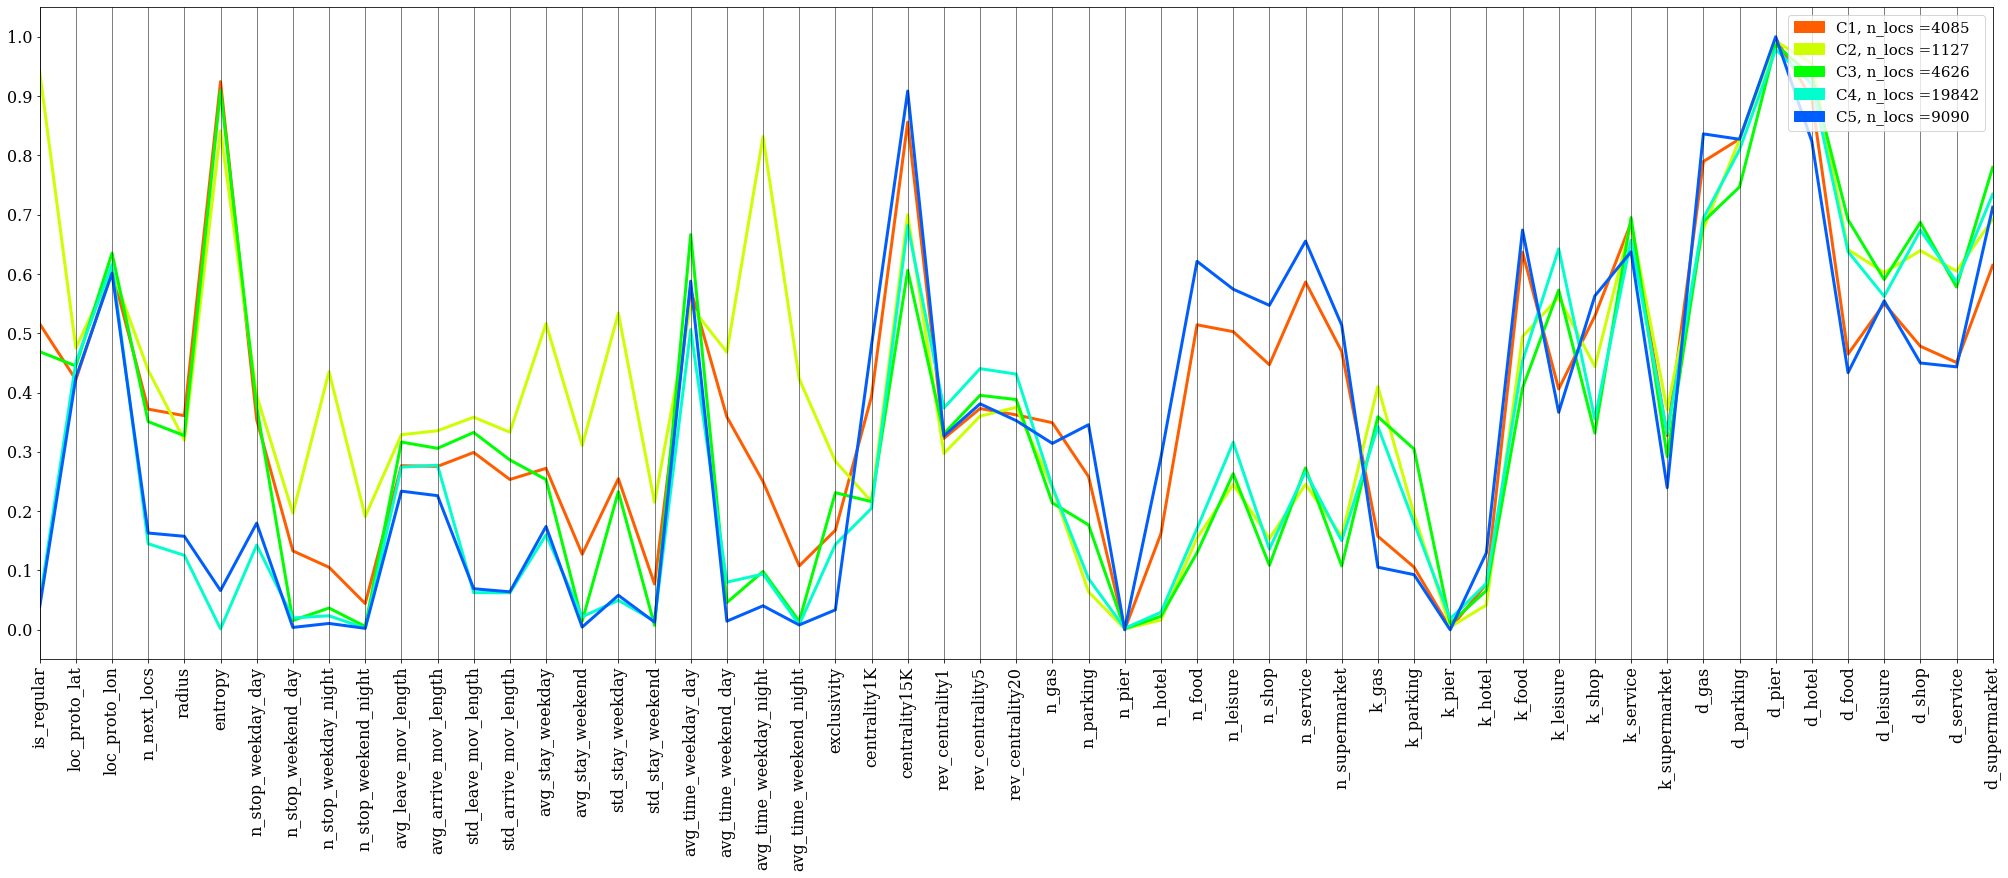 1.0
0.9
0.8
0.7
0.6
0.5
0.4
0.3
0.2
0.1
0.0
C1, n_locs =4085
C2, n_locs =1127
C3, n_locs =4626
C4, n_locs =19842
C5, n_locs =9090
is_regular
loc_proto_lat
loc_proto_lon
n_next_locs
radius
entropy
n_stop_weekday_day
n_stop_weekend_day
n_stop_weekday_night
n_stop_weekend_night
avg_leave_mov_length
avg_arrive_mov_length
std_leave_mov_length
std_arrive_mov_length
avg_stay_weekday
avg_stay_weekend
std_stay_weekday
std_stay_weekend
avg_time_weekday_day
avg_time_weekend_day
avg_time_weekday_night
avg_time_weekend_night
exclusivity
centrality1K
centrality15K
rev_centrality1
rev_centrality5
rev_centrality20
n_gas
n_parking
n_pier
n_hotel
n_food
n_leisure
n_shop
n_service
n_supermarket
k_gas
k_parking
k_pier
k_hotel
k_food
k_leisure
k_shop
k_service
k_supermarket
d_gas
d_parking
d_pier
d_hotel
d_food
d_leisure
d_shop
d_service
d_supermarket